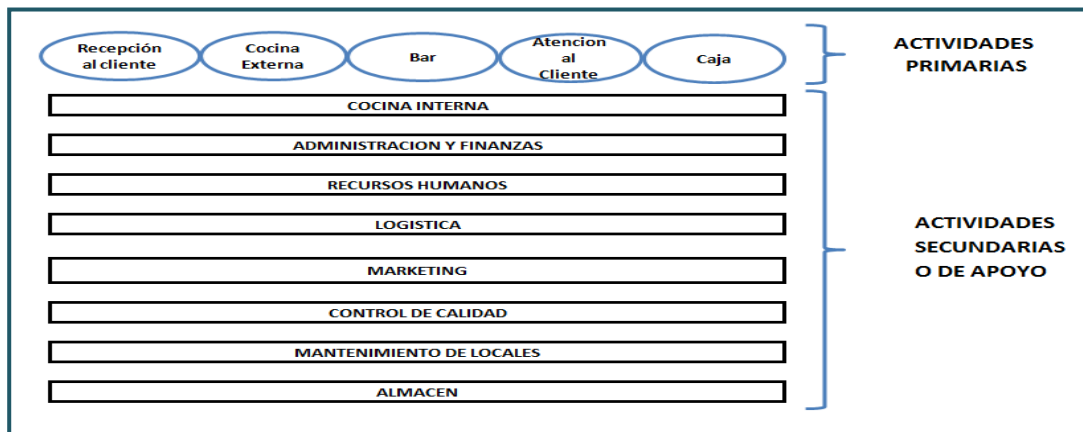 Recepción
al cliente
Cocina
Externa
Bar
Atencion
al
Cliente
Caja
ACTIVIDADES
PRIMARIAS
COCINA INTERNA
ADMINISTRACION Y FINANZAS
RECURSOS HUMANOS
LOGISTICA
MARKETING
CONTROL DE CALIDAD
MANTENIMIENTO DE LOCALES
ALMACEN
ACTIVIDADES
SECUNDARIAS
O DE APOYO